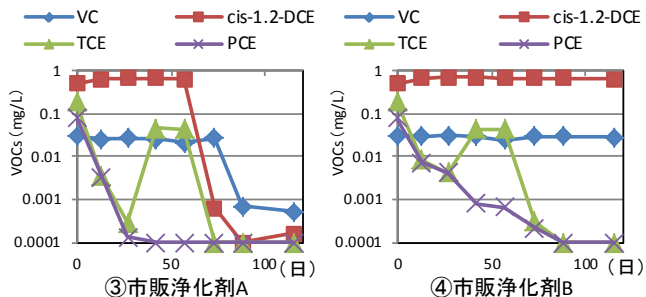 VC cis-1.2-DCE
TCE PCE
VOCs (mg/L)
1
0.1
0.01
0.001
0.0001
0 50 100 (日)
③市販浄化剤A
VC cis-1.2-DCE
TCE PCE
VOCs (mg/L)
1
0.1
0.01
0.001
0.0001
0 50 100 (日)
④市販浄化剤B